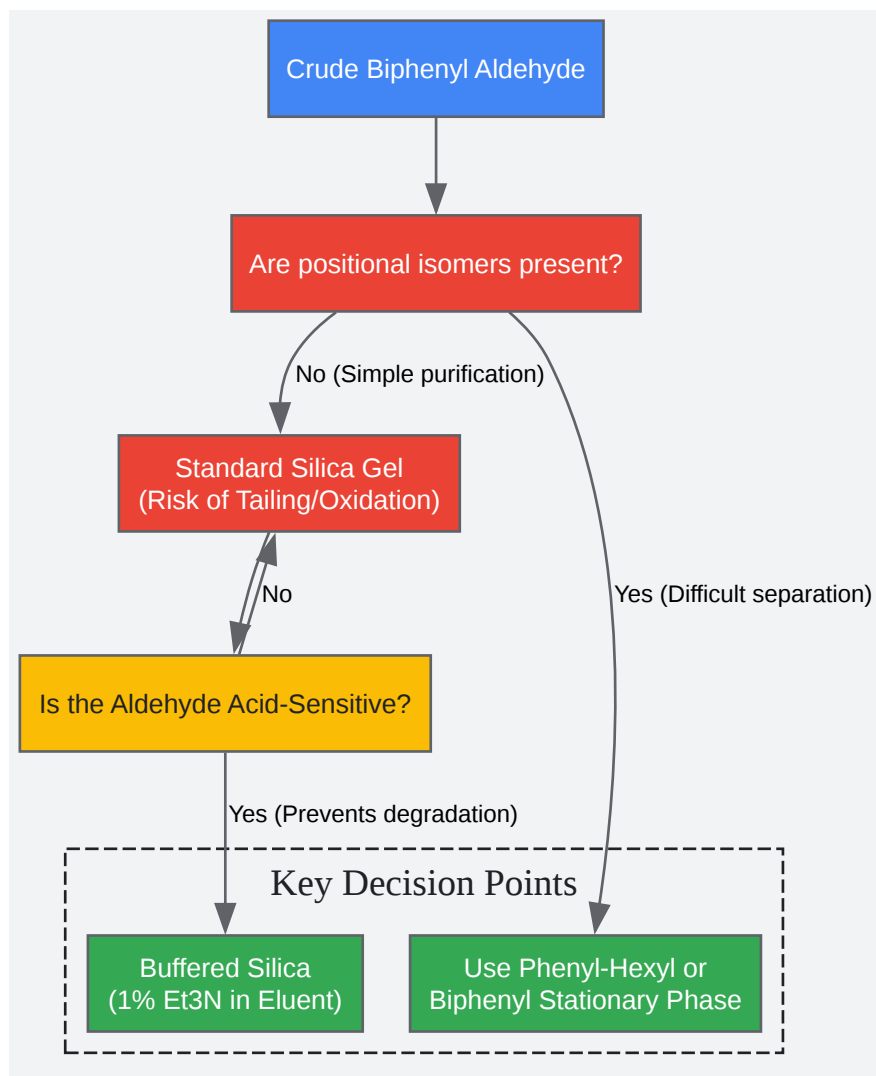 Crude Biphenyl Aldehyde
Are positional isomers present?
No (Simple purification)
Standard Silica Gel
(Risk of Tailing/Oxidation)
No
Yes (Difficult separation)
Is the Aldehyde Acid-Sensitive?
Yes (Prevents degradation)
Key Decision Points
Buffered Silica
(1% Et3N in Eluent)
Use Phenyl-Hexyl or
Biphenyl Stationary Phase